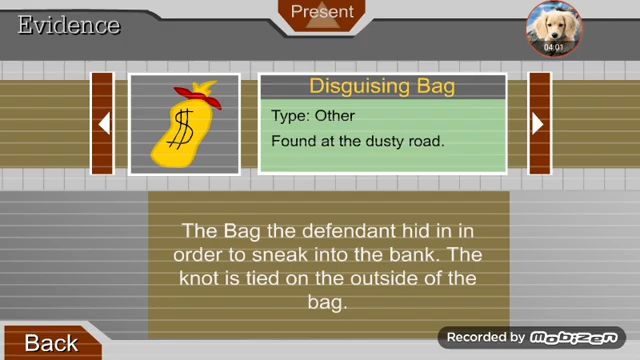 Evidence
Present
04:01
Disguising Bag
Type: Other
Found at the dusty road.
$
The Bag the defendant hid in in
order to sneak into the bank. The
knot is tied on the outside of the
bag.
Back
Recorded by mobizen